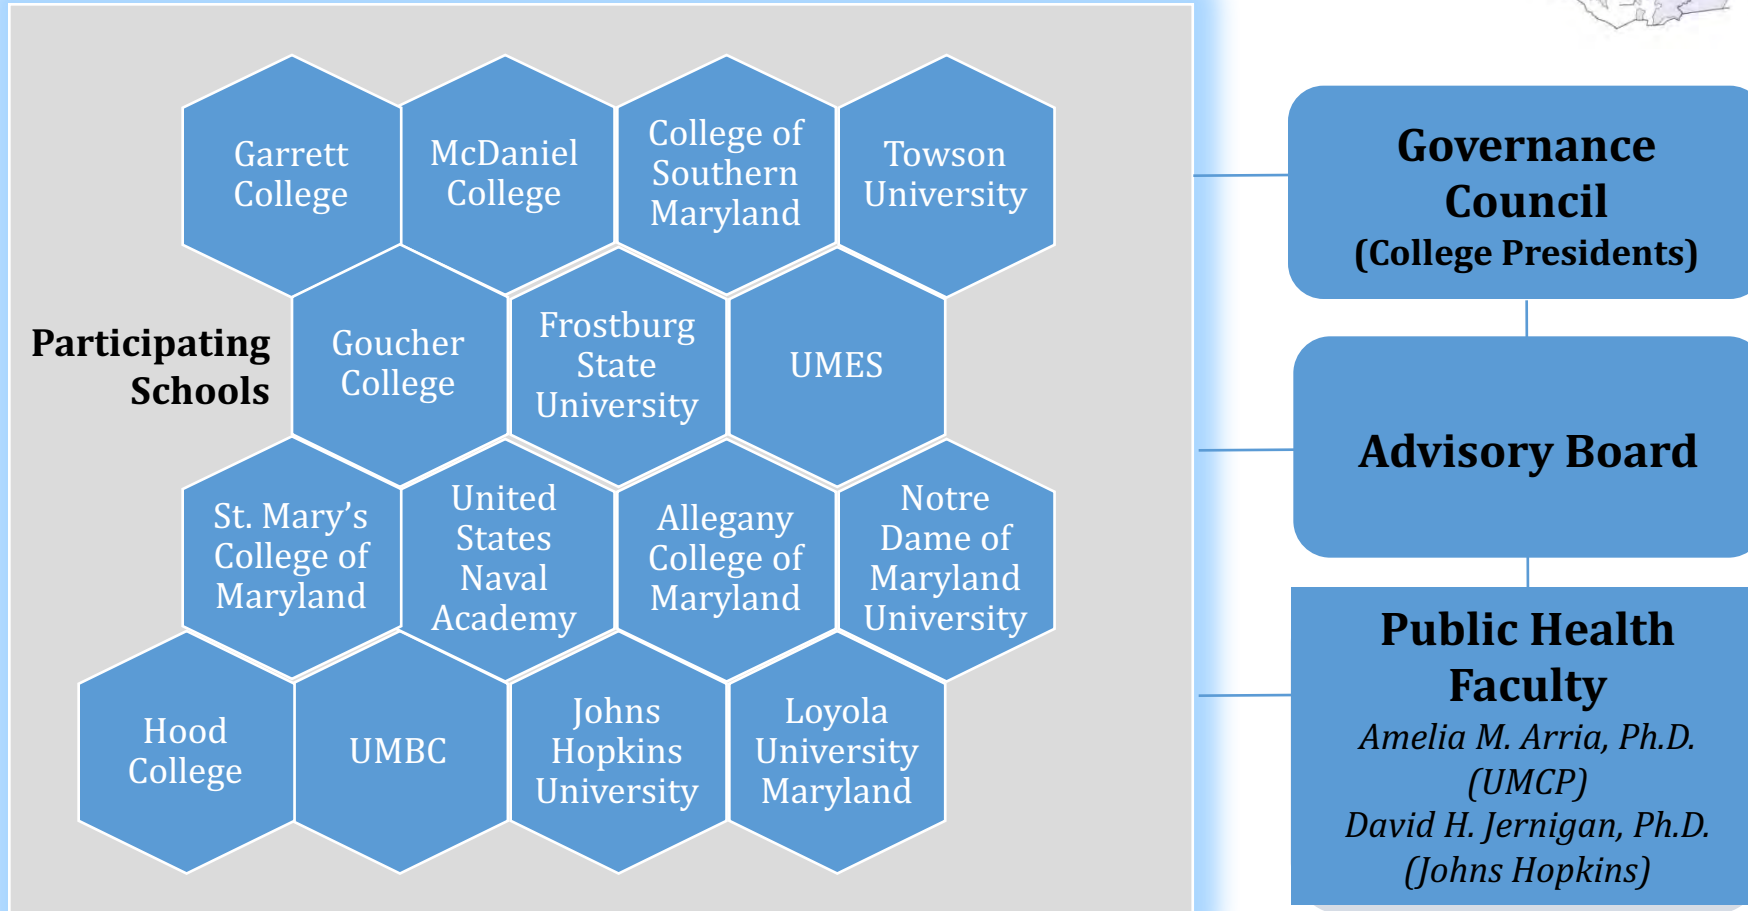 Garrett
College
McDaniel
College
College of
Southern
Maryland
Towson
University
Participating
Schools
Goucher
College
Frostburg
State
University
UMES
St. Mary’s
College of
Maryland
United
States
Naval
Academy
Allegany
College of
Maryland
Notre
Dame of
Maryland
University
Hood
College
UMBC
Johns
Hopkins
University
Loyola
University
Maryland
Governance
Council
(College Presidents)
Advisory Board
Public Health
Faculty
Amelia M. Arria, Ph.D.
(UMCP)
David H. Jernigan, Ph.D.
(Johns Hopkins)